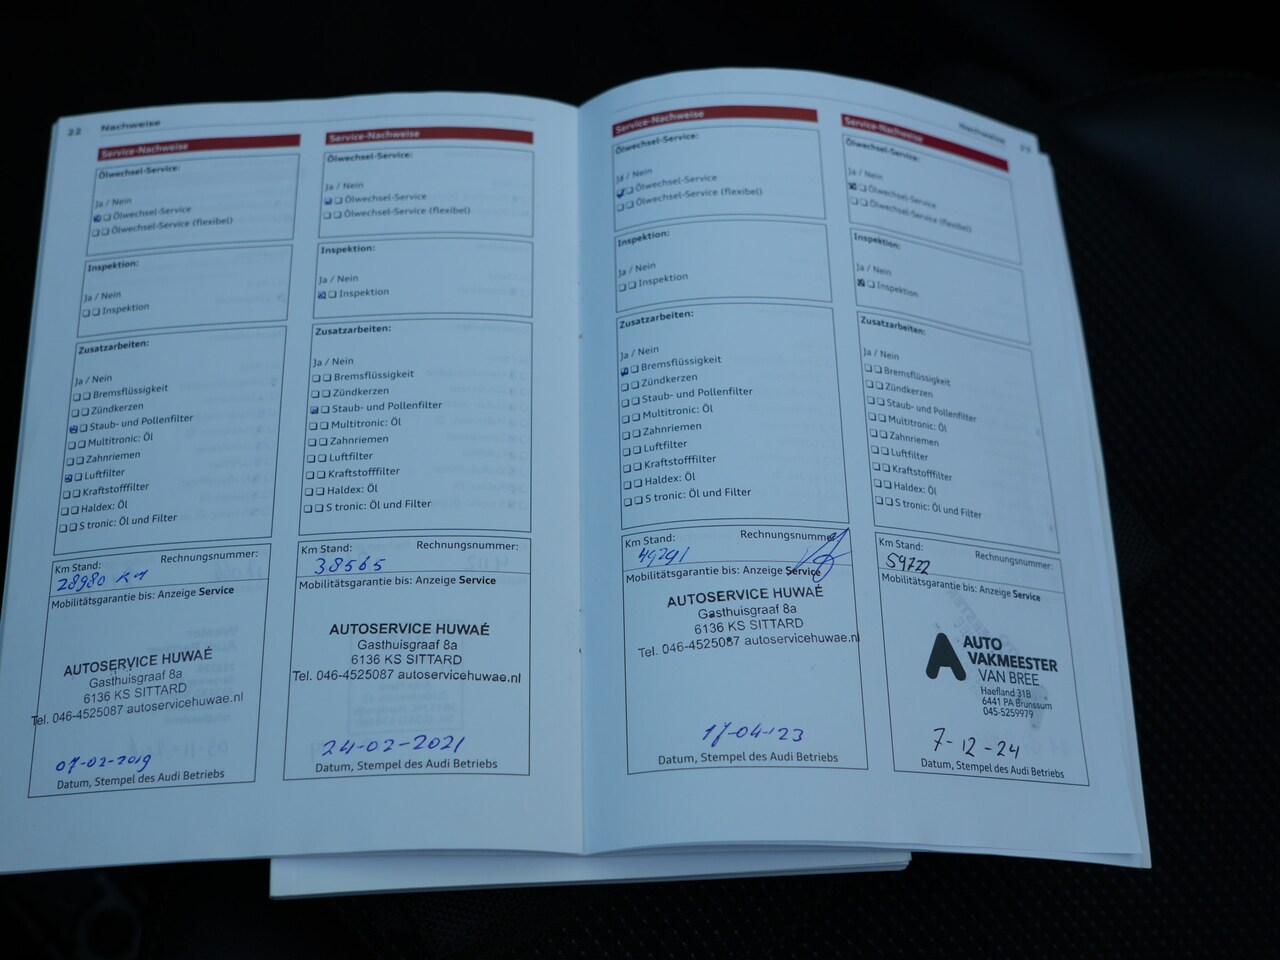 22 Nachweise
Service-Nachweise
Ölwechsel-Service:
Ja / Nein
Ölwechsel-Service
Ölwechsel-Service (flexibel)
Inspektion:
Ja / Nein
Inspektion
Zusatzarbeiten:
Ja / Nein
Bremsflüssigkeit
Zündkerzen
Staub- und Pollenfilter
Multitronic: Öl
Zahnriemen
Luftfilter
Kraftstofffilter
Haldex: Öl
S tronic: Öl und Filter
Km Stand: Rechnungsnummer:
28980 KM
Mobilitätsgarantie bis: Anzeige Service
AUTOSERVICE HUWAÉ
Gasthuisgraaf 8a
6136 KS SITTARD
Tel. 046-4525087 autoservicehuwae.nl
07-02-2019
Datum, Stempel des Audi Betriebs
Service-Nachweise
Ölwechsel-Service:
Ja / Nein
Ölwechsel-Service
Ölwechsel-Service (flexibel)
Inspektion:
Ja / Nein
Inspektion
Zusatzarbeiten:
Ja / Nein
Bremsflüssigkeit
Zündkerzen
Staub- und Pollenfilter
Multitronic: Öl
Zahnriemen
Luftfilter
Kraftstofffilter
Haldex: Öl
S tronic: Öl und Filter
Km Stand: Rechnungsnummer:
38565
Mobilitätsgarantie bis: Anzeige Service
AUTOSERVICE HUWAÉ
Gasthuisgraaf 8a
6136 KS SITTARD
Tel. 046-4525087 autoservicehuwae.nl
24-02-2021
Datum, Stempel des Audi Betriebs
Nachweise
Service-Nachweise
Ölwechsel-Service:
Ja / Nein
Ölwechsel-Service
Ölwechsel-Service (flexibel)
Inspektion:
Ja / Nein
Inspektion
Zusatzarbeiten:
Ja / Nein
Bremsflüssigkeit
Zündkerzen
Staub- und Pollenfilter
Multitronic: Öl
Zahnriemen
Luftfilter
Kraftstofffilter
Haldex: Öl
S tronic: Öl und Filter
Km Stand: Rechnungsnummer
49291
Mobilitätsgarantie bis: Anzeige Service
AUTOSERVICE HUWAÉ
Gasthuisgraaf 8a
6136 KS SITTARD
Tel. 046-4525087 autoservicehuwae.nl
17-04-'23
Datum, Stempel des Audi Betriebs
Service-Nachweise
Ölwechsel-Service:
Ja / Nein
Ölwechsel-Service
Ölwechsel-Service (flexibel)
Inspektion:
Ja / Nein
Inspektion
Zusatzarbeiten:
Ja / Nein
Bremsflüssigkeit
Zündkerzen
Staub- und Pollenfilter
Multitronic: Öl
Zahnriemen
Luftfilter
Kraftstofffilter
Haldex: Öl
S tronic: Öl und Filter
Km Stand: Rechnungsnummer:
59722
Mobilitätsgarantie bis: Anzeige Service
AUTO
VAKMEESTER
VAN BREE
Haefland 31B
6441 PA Brunssum
045-5259979
7-12-24
Datum, Stempel des Audi Betriebs